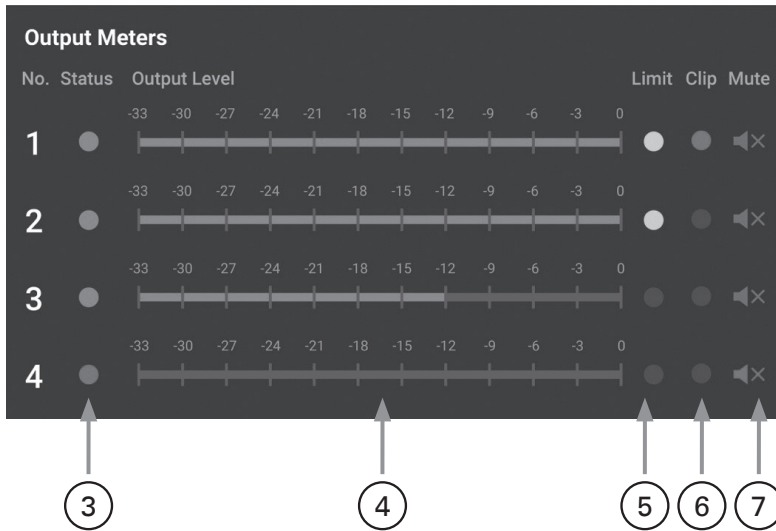 Output Meters
No. Status Output Level Limit Clip Mute
-33 -30 -27 -24 -21 -18 -15 -12 -9 -6 -3 0
1
-33 -30 -27 -24 -21 -18 -15 -12 -9 -6 -3 0
2
-33 -30 -27 -24 -21 -18 -15 -12 -9 -6 -3 0
3
-33 -30 -27 -24 -21 -18 -15 -12 -9 -6 -3 0
4
3 4 5 6 7